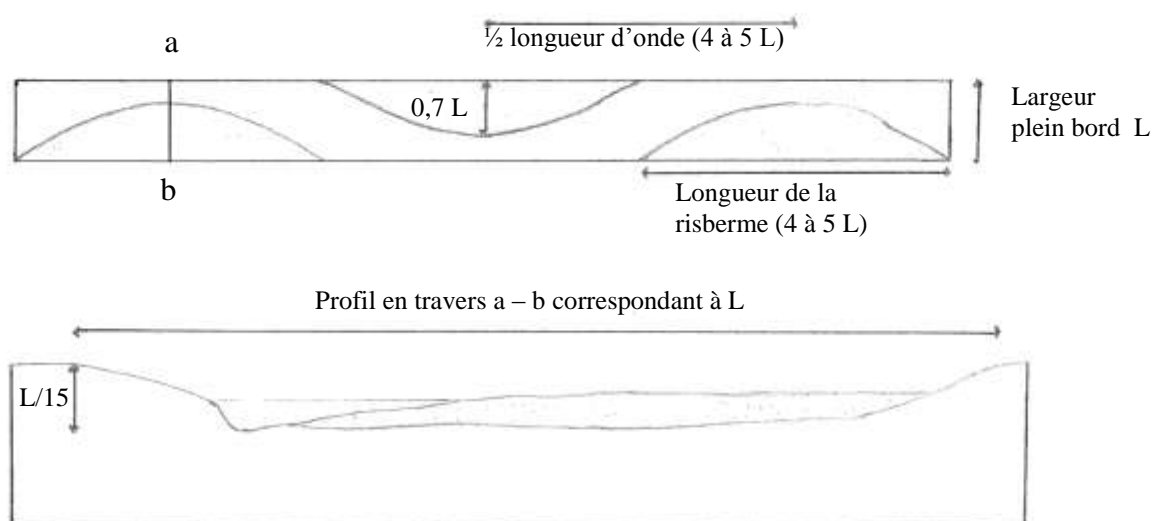 ½ longueur d’onde (4 à 5 L)
a
0,7 L
Largeur
plein bord L
b
Longueur de la
risberme (4 à 5 L)
Profil en travers a – b correspondant à L
L/15